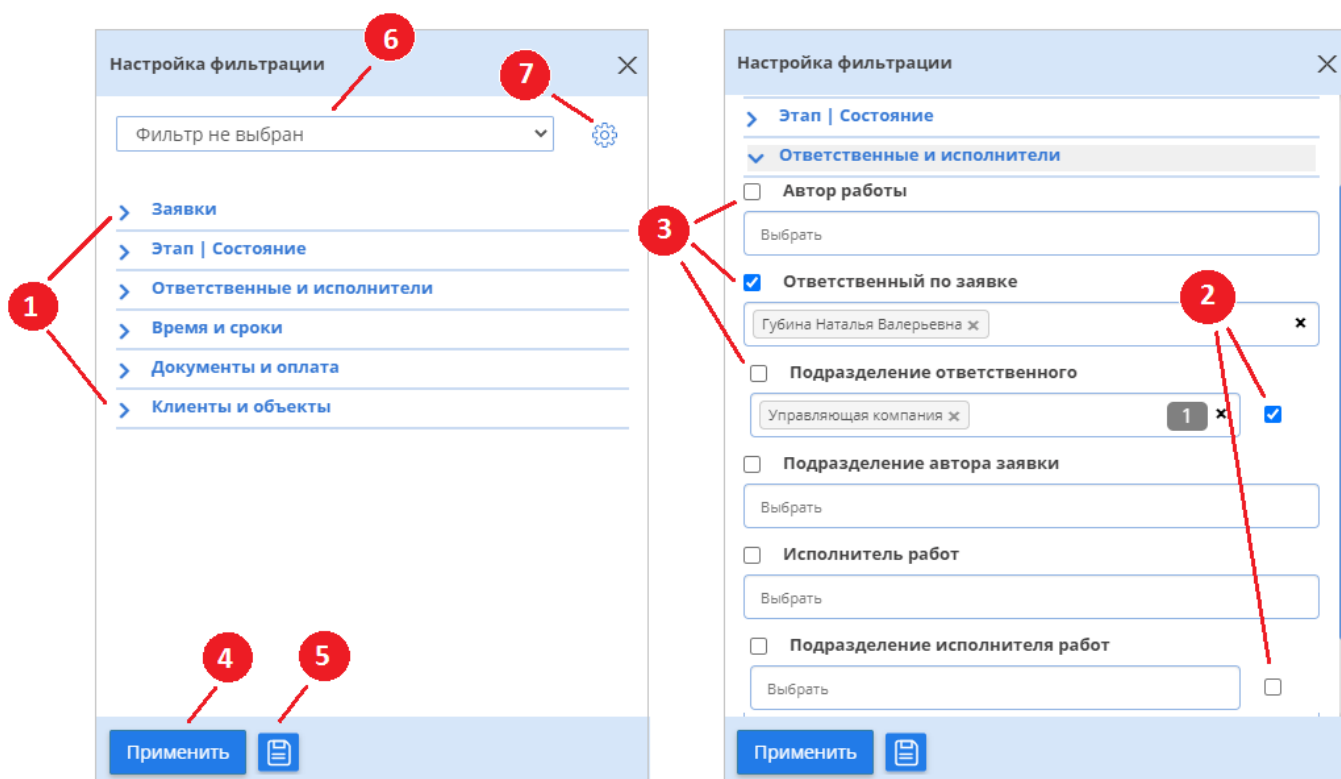 6
Настройка фильтрации
7
Фильтр не выбран
1
Заявки
Этап | Состояние
Ответственные и исполнители
Время и сроки
Документы и оплата
Клиенты и объекты
4
5
Применить
Настройка фильтрации
Этап | Состояние
Ответственные и исполнители
3
Автор работы
Выбрать
Ответственный по заявке
2
Губина Наталья Валерьевна
Подразделение ответственного
Управляющая компания
1
Подразделение автора заявки
Выбрать
Исполнитель работ
Выбрать
Подразделение исполнителя работ
Выбрать
Применить